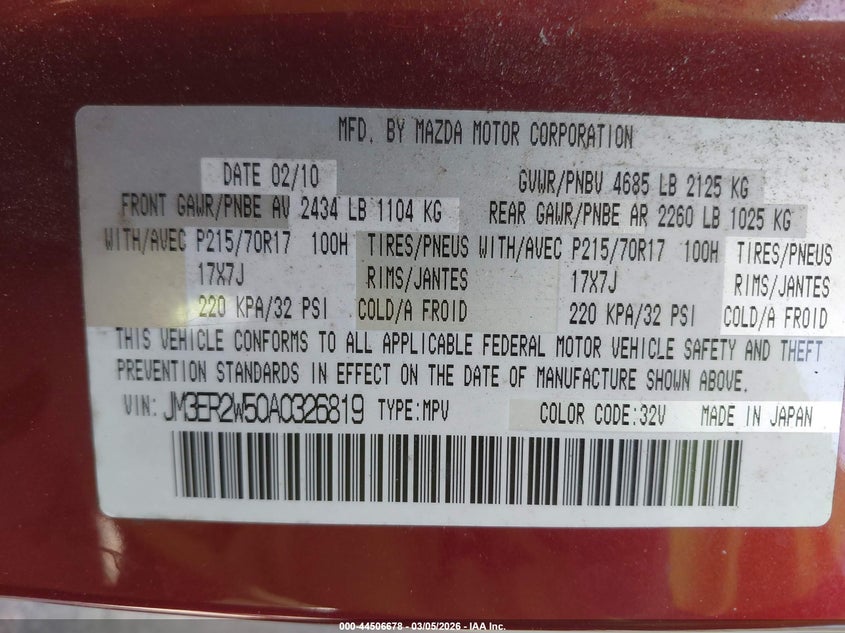 MFD. BY MAZDA MOTOR CORPORATION
DATE 02/10 GVWR/PNBV 4685 LB 2125 KG
FRONT GAWR/PNBE AV 2434 LB 1104 KG REAR GAWR/PNBE AR 2260 LB 1025 KG
WITH/AVEC P215/70R17 100H TIRES/PNEUS WITH/AVEC P215/70R17 100H TIRES/PNEUS
17X7J RIMS/JANTES 17X7J RIMS/JANTES
220 KPA/32 PSI COLD/A FROID 220 KPA/32 PSI COLD/A FROID
THIS VEHICLE CONFORMS TO ALL APPLICABLE FEDERAL MOTOR VEHICLE SAFETY AND THEFT
PREVENTION STANDARDS IN EFFECT ON THE DATE OF MANUFACTURE SHOWN ABOVE.
VIN: JM3ER2W50A0326819 TYPE:MPV COLOR CODE:32V MADE IN JAPAN
000-44506678 - 03/05/2026 - IAA Inc.